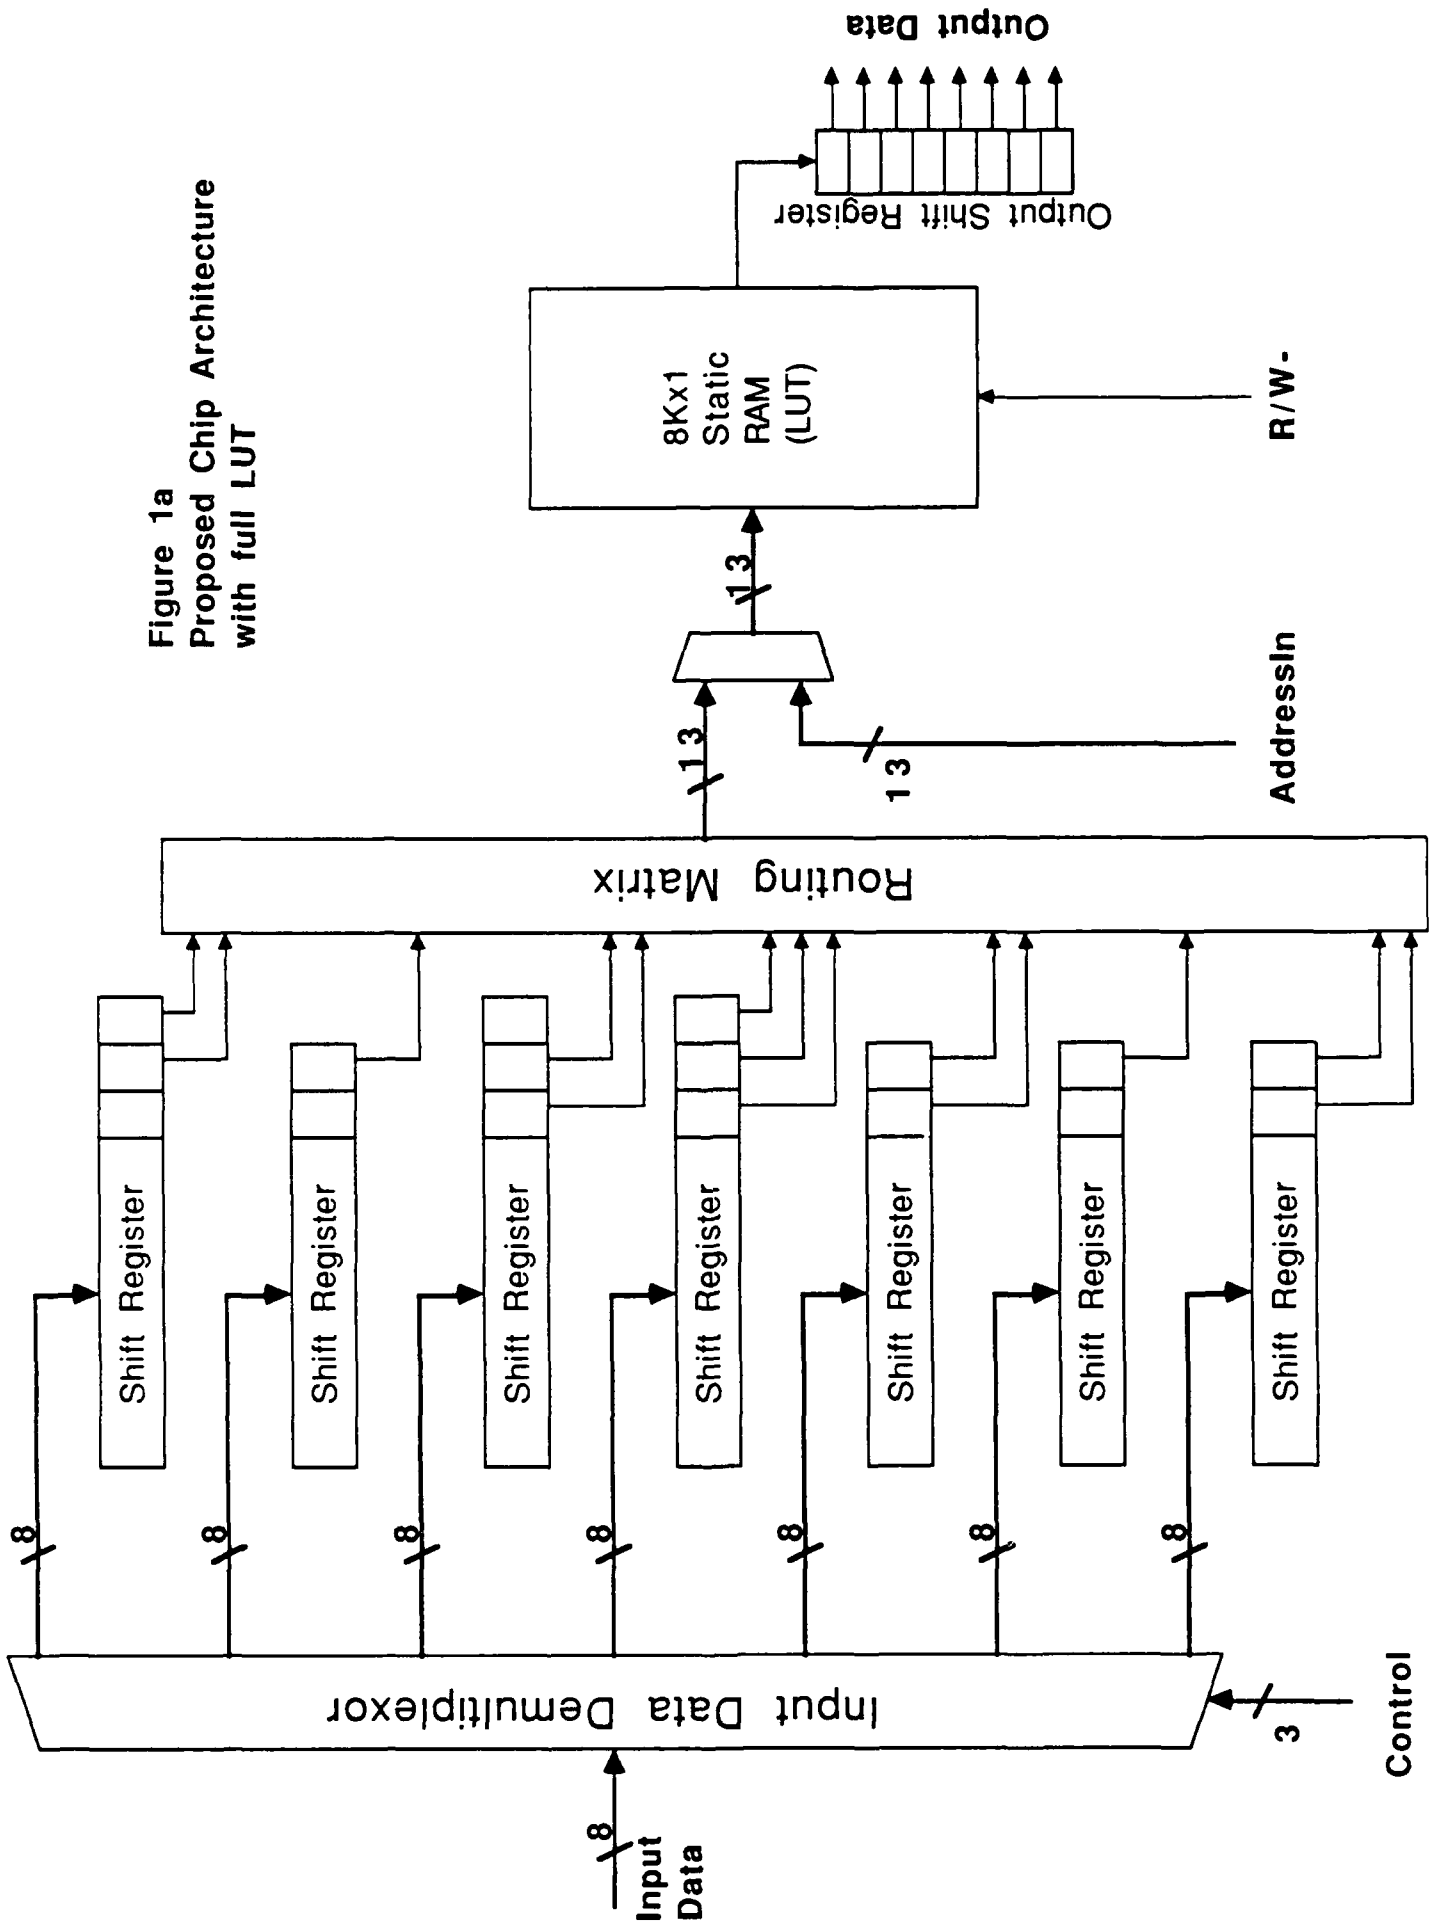 Figure 1a
Proposed Chip Architecture
with full LUT
Input
Data
8
Input Data Demultiplexor
3
Control
8
8
8
8
8
8
8
Shift Register
Shift Register
Shift Register
Shift Register
Shift Register
Shift Register
Shift Register
Routing Matrix
13
13
AddressIn
13
8Kx1
Static
RAM
(LUT)
R/W-
Output Shift Register
Output Data